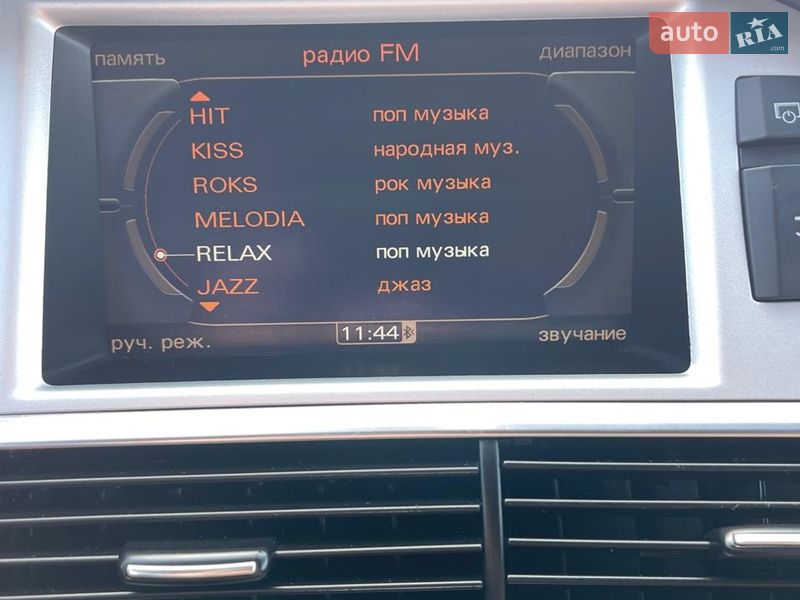 auto RIA .com
память радио FM диапазон
HIT поп музыка
KISS народная муз.
ROKS рок музыка
MELODIA поп музыка
RELAX поп музыка
JAZZ джаз
руч. реж. 11:44 звучание